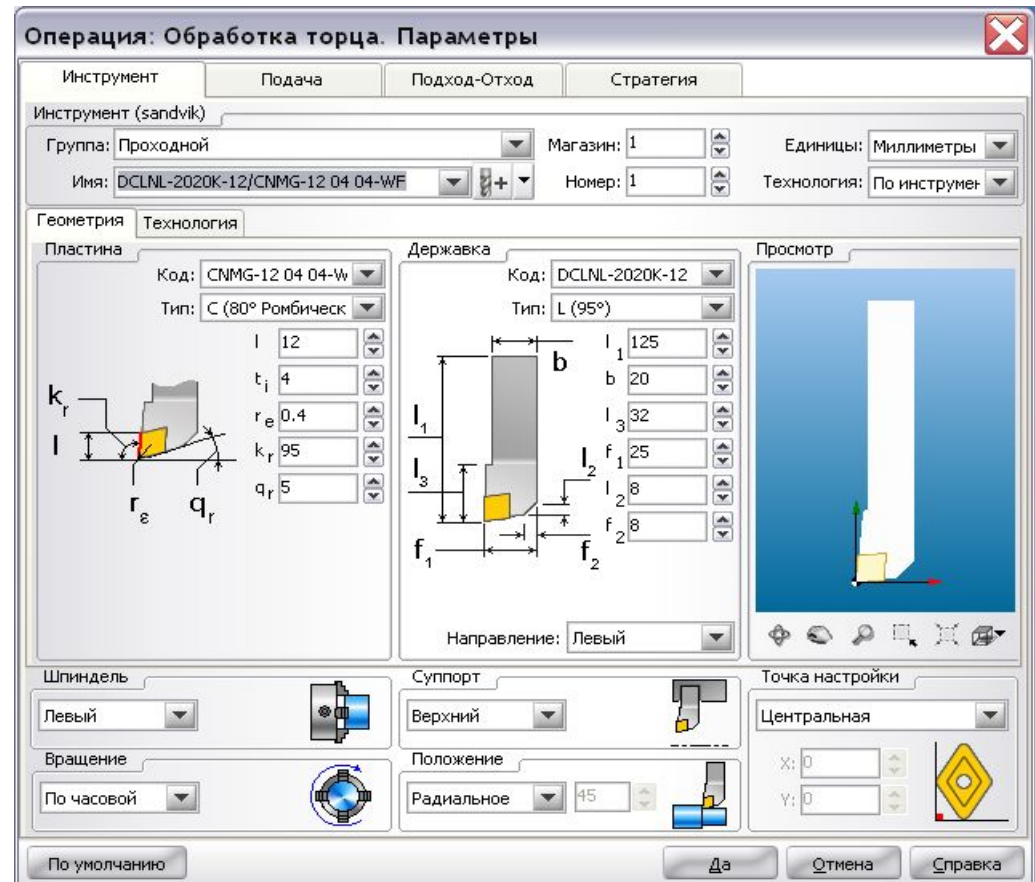 Операция: Обработка торца. Параметры
Инструмент Подача Подход-Отход Стратегия
Инструмент (sandvik)
Группа: Проходной Магазин: 1 Единицы: Миллиметры
Имя: DCLNL-2020K-12/CNMG-12 04 04-WF Номер: 1 Технология: По инструмен
Геометрия Технология
Пластина
Код: CNMG-12 04 04-W
Тип: C (80° Ромбическ
l 12
ti 4
re 0.4
kr 95
qr 5
kr
l
rε qr
Державка
Код: DCLNL-2020K-12
Тип: L (95°)
l1 125
b 20
l3 32
f1 25
l2 8
f2 8
b
l1
l3
l2
f1 f2
Направление: Левый
Просмотр
Шпиндель
Левый
Суппорт
Верхний
Точка настройки
Центральная
X: 0
Y: 0
Вращение
По часовой
Положение
Радиальное 45
По умолчанию Да Отмена Справка